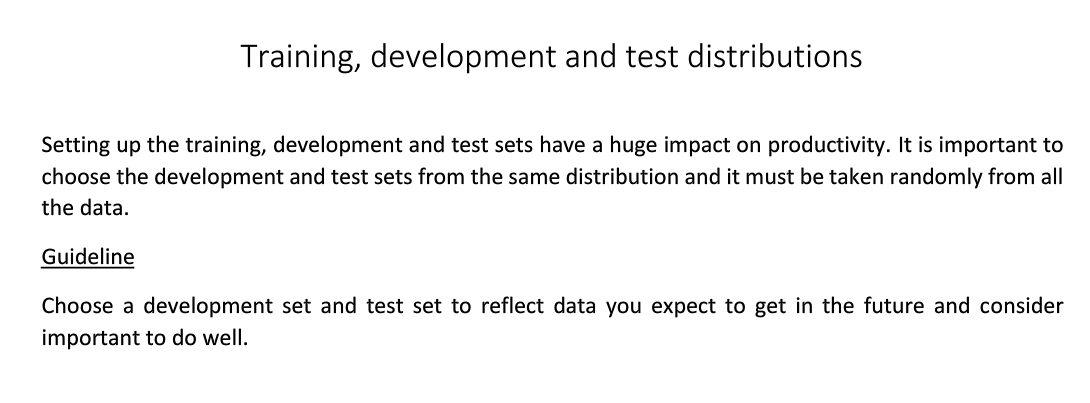 Training, development and test distributions
Setting up the training, development and test sets have a huge impact on productivity. It is important to
choose the development and test sets from the same distribution and it must be taken randomly from all
the data.
Guideline
Choose a development set and test set to reflect data you expect to get in the future and consider
important to do well.